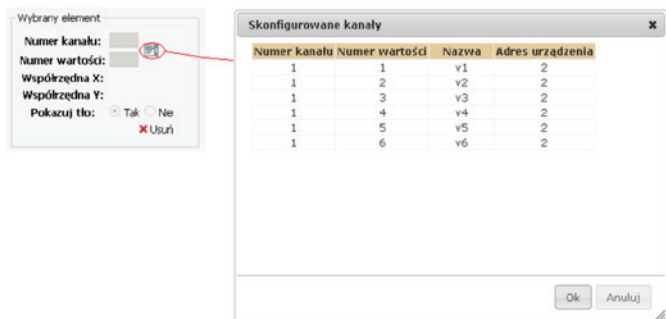 Wybrany element
Numer kanału:
Numer wartości:
Współrzędna X:
Współrzędna Y:
Pokazuj tło: Tak Nie
Usuń
Skonfigurowane kanały
Numer kanału Numer wartości Nazwa Adres urządzenia
1 1 v1 2
1 2 v2 2
1 3 v3 2
1 4 v4 2
1 5 v5 2
1 6 v6 2
Ok Anuluj